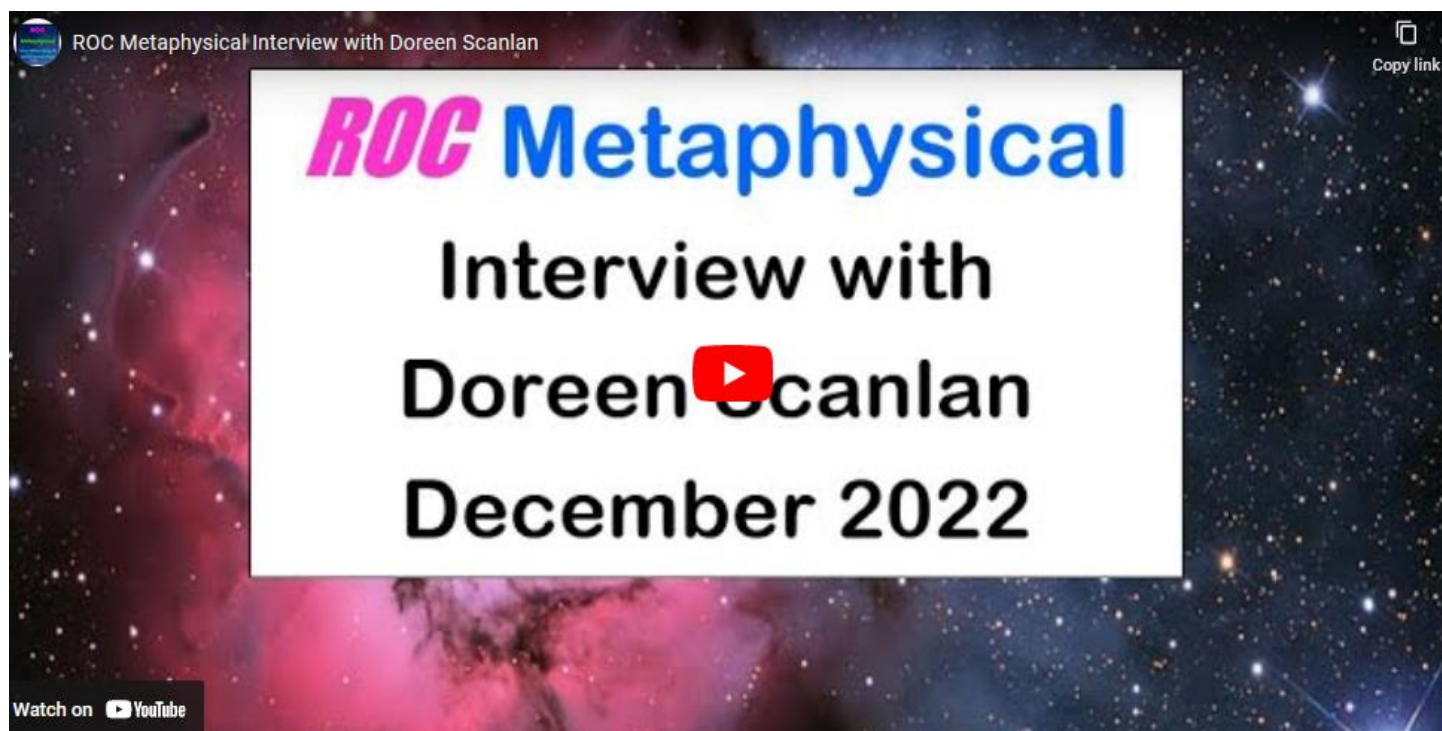 ROC Metaphysical Interview with Doreen Scanlan
Copy link
ROC Metaphysical
Interview with
Doreen Scanlan
December 2022
Watch on YouTube